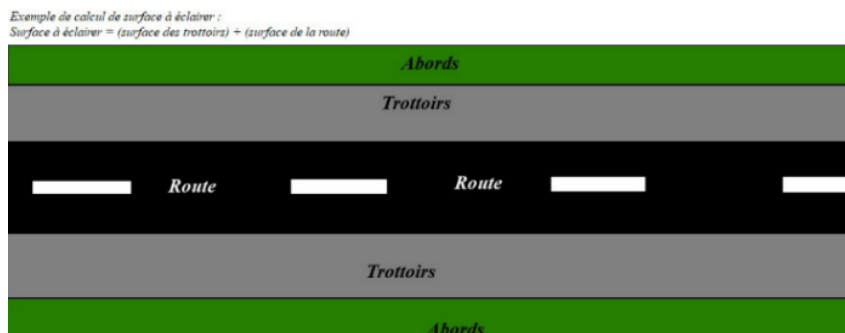 Exemple de calcul de surface à éclairer :
Surface à éclairer = (surface des trottoirs) + (surface de la route)
Abords
Trottoirs
Route Route
Trottoirs
Abords